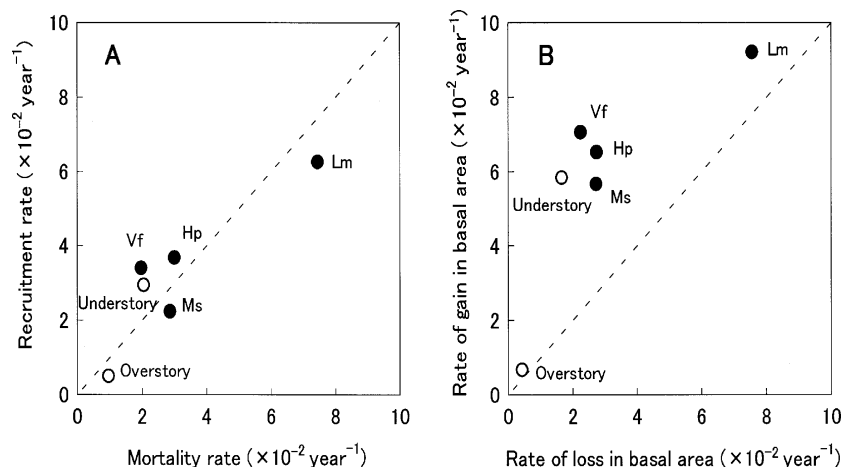 A
Recruitment rate (×10⁻² year⁻¹)
10
8
6
4
2
0
Lm
Vf
Hp
Understory
Ms
Overstory
0
2
4
6
8
10
Mortality rate (×10⁻² year⁻¹)
B
Rate of gain in basal area (×10⁻² year⁻¹)
10
8
6
4
2
0
Lm
Vf
Hp
Understory
Ms
Overstory
0
2
4
6
8
10
Rate of loss in basal area (×10⁻² year⁻¹)